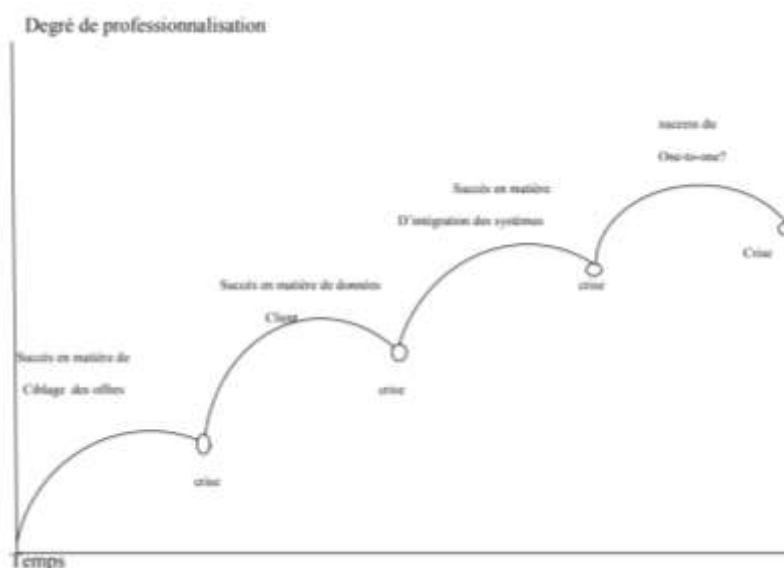 Degré de professionnalisation
success du
One-to-one?
Succès en matière
D'intégration des systèmes
Crise
crise
Succès en matière de données
Client
crise
Succès en matière de
Ciblage des offres
crise
Temps